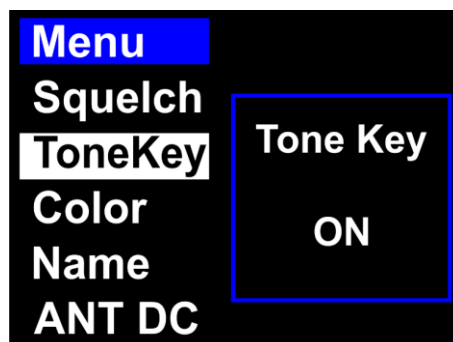 Menu
Squelch
ToneKey
Color
Name
ANT DC
Tone Key
ON